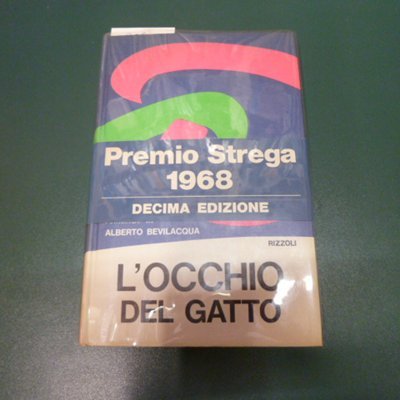 Premio Strega
1968
DECIMA EDIZIONE
ALBERTO BEVILACQUA
RIZZOLI
L'OCCHIO
DEL GATTO